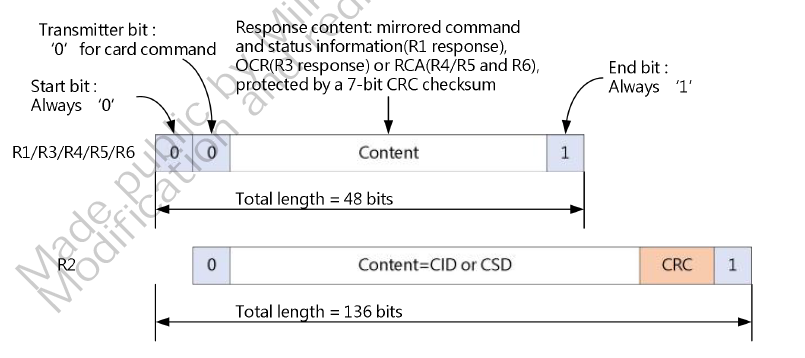 Transmitter bit :
'0' for card command
Response content: mirrored command
and status information(R1 response),
OCR(R3 response) or RCA(R4/R5 and R6),
protected by a 7-bit CRC checksum
Start bit :
Always '0'
End bit :
Always '1'
R1/R3/R4/R5/R6 0 0 Content 1
Total length = 48 bits
R2 0 Content=CID or CSD CRC 1
Total length = 136 bits
Made public by
Modification and